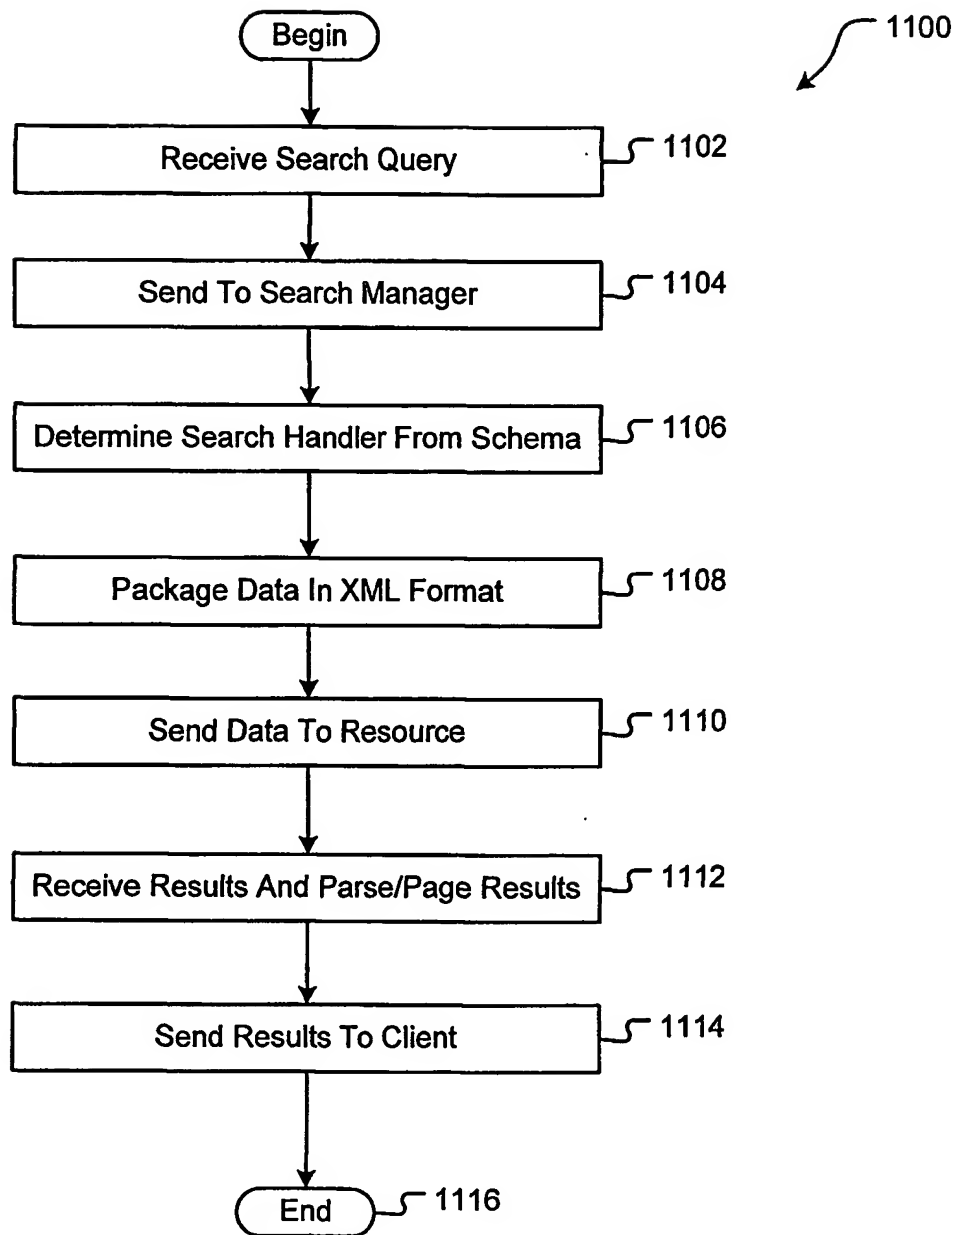 Begin
1100
Receive Search Query
1102
Send To Search Manager
1104
Determine Search Handler From Schema
1106
Package Data In XML Format
1108
Send Data To Resource
1110
Receive Results And Parse/Page Results
1112
Send Results To Client
1114
End
1116